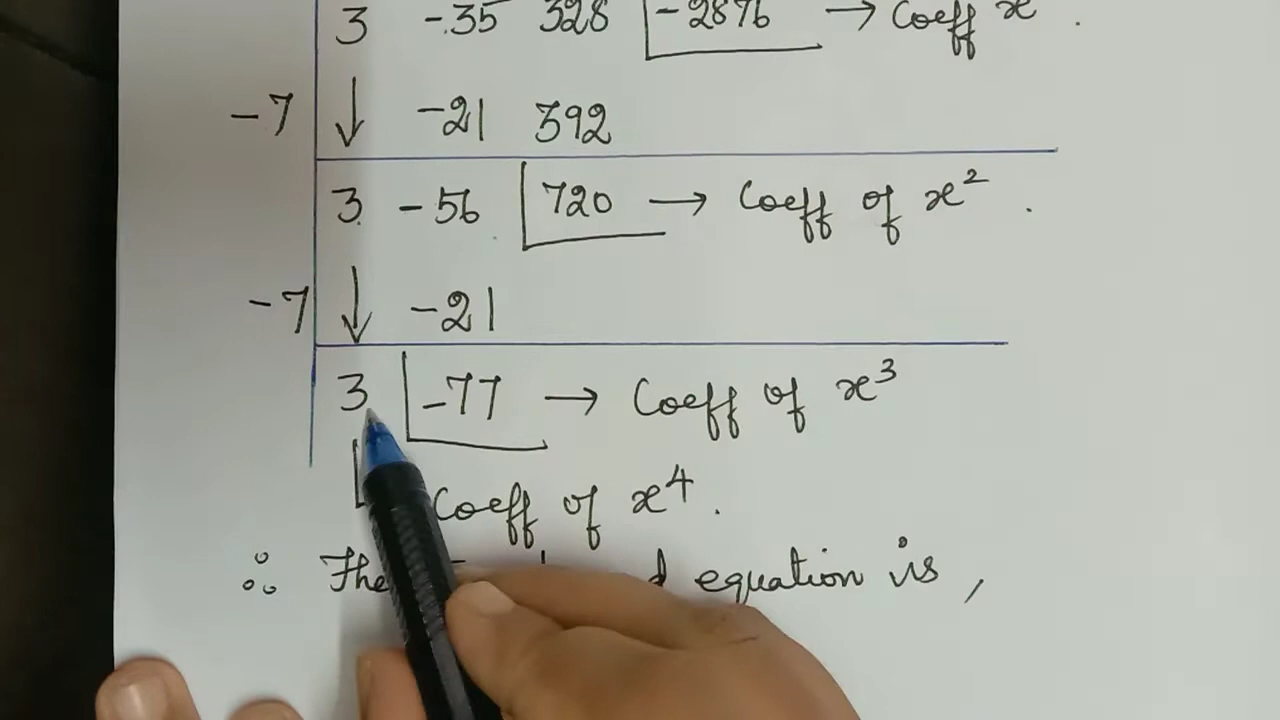 3 -35 328 -2876 → Coeff x .
-7 ↓ -21 392
3 -56 720 → Coeff of x² .
-7 ↓ -21
3 -77 → Coeff of x³
Coeff of x⁴ .
∴ The equation is ,